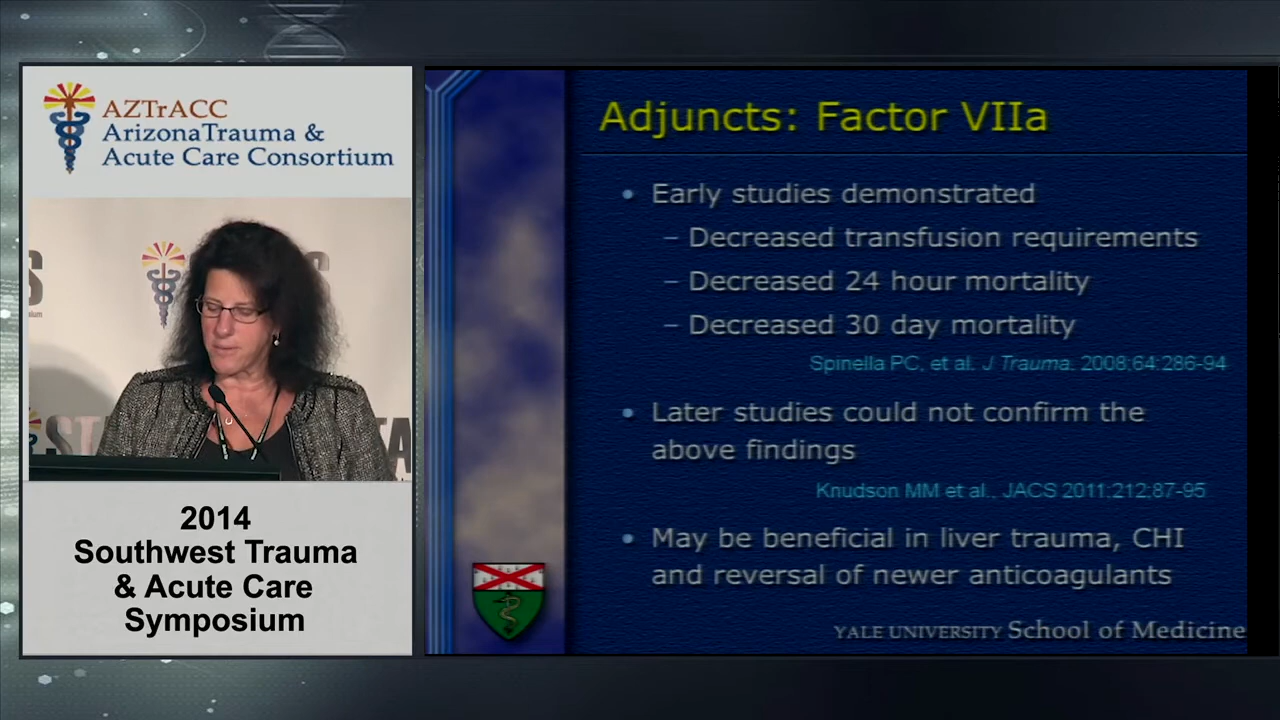 AZTrACC
ArizonaTrauma &
Acute Care Consortium
2014
Southwest Trauma
& Acute Care
Symposium
Adjuncts: Factor VIIa
• Early studies demonstrated
– Decreased transfusion requirements
– Decreased 24 hour mortality
– Decreased 30 day mortality
Spinella PC, et al. J Trauma. 2008;64:286-94
• Later studies could not confirm the
above findings
Knudson MM et al., JACS 2011;212:87-95
• May be beneficial in liver trauma, CHI
and reversal of newer anticoagulants
YALE UNIVERSITY School of Medicine